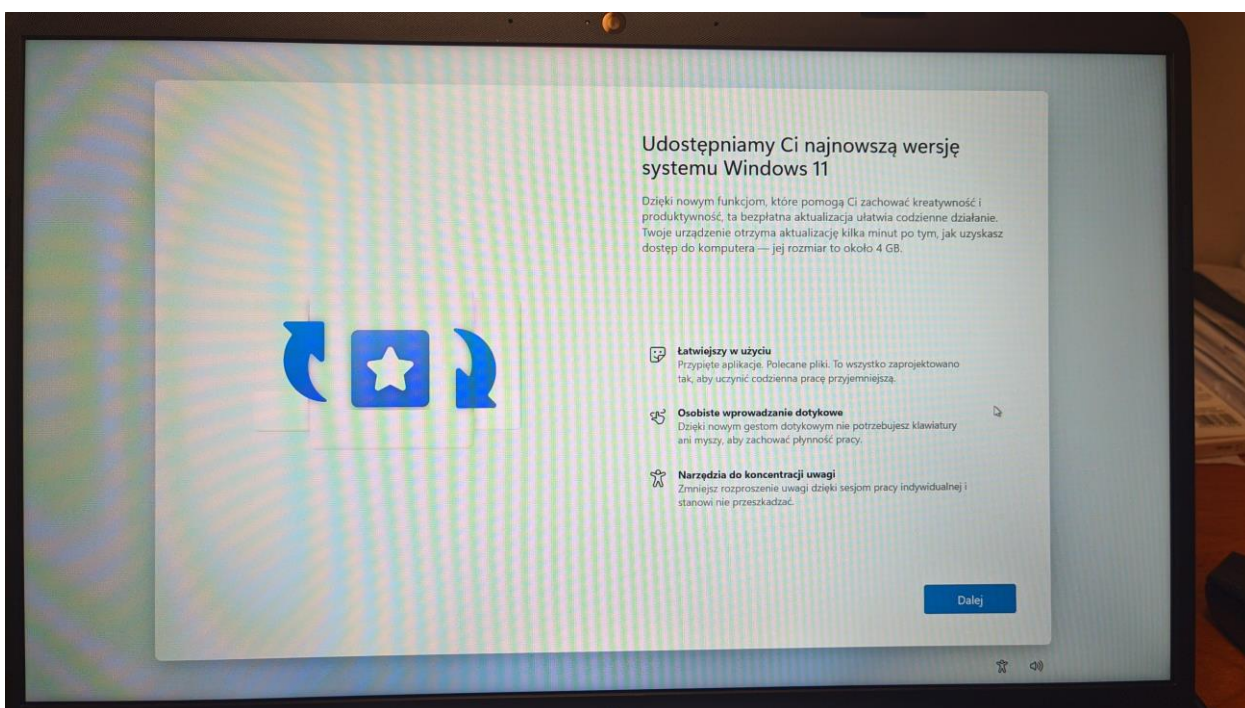 Udostępniamy Ci najnowszą wersję
systemu Windows 11
Dzięki nowym funkcjom, które pomogą Ci zachować kreatywność i
produktywność, ta bezpłatna aktualizacja ułatwia codzienne działanie.
Twoje urządzenie otrzyma aktualizację kilka minut po tym, jak uzyskasz
dostęp do komputera — jej rozmiar to około 4 GB.
Łatwiejszy w użyciu
Przypięte aplikacje. Polecane pliki. To wszystko zaprojektowano
tak, aby uczynić codzienna pracę przyjemniejszą.
Osobiste wprowadzanie dotykowe
Dzięki nowym gestom dotykowym nie potrzebujesz klawiatury
ani myszy, aby zachować płynność pracy.
Narzędzia do koncentracji uwagi
Zmniejsz rozproszenie uwagi dzięki sesjom pracy indywidualnej i
stanowi nie przeszkadzać.
Dalej